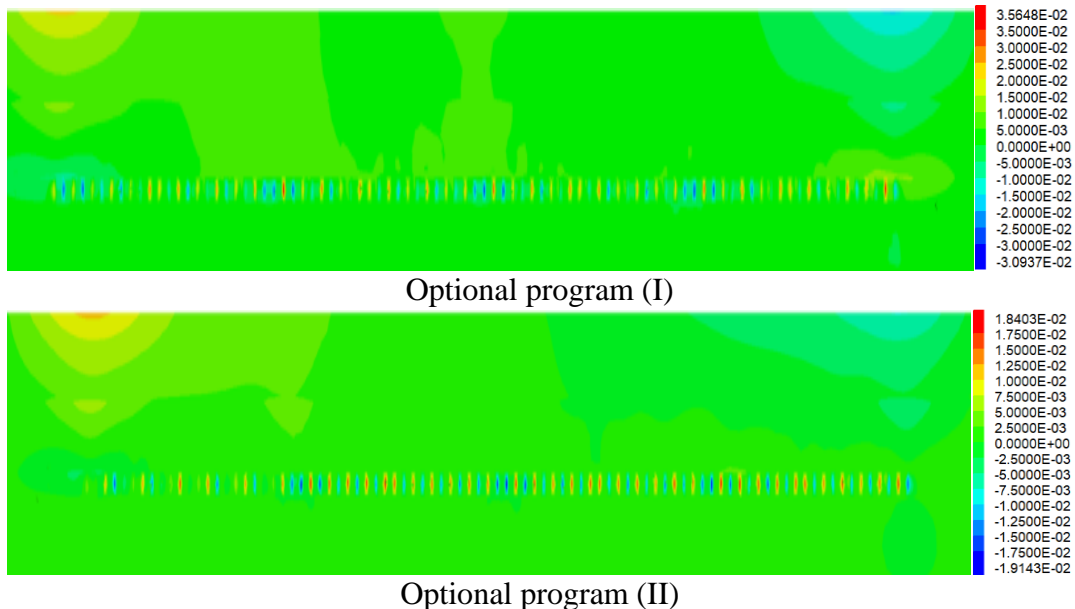 3.5648E-02
3.5000E-02
3.0000E-02
2.5000E-02
2.0000E-02
1.5000E-02
1.0000E-02
5.0000E-03
0.0000E+00
-5.0000E-03
-1.0000E-02
-1.5000E-02
-2.0000E-02
-2.5000E-02
-3.0000E-02
-3.0937E-02
Optional program (I)
1.8403E-02
1.7500E-02
1.5000E-02
1.2500E-02
1.0000E-02
7.5000E-03
5.0000E-03
2.5000E-03
0.0000E+00
-2.5000E-03
-5.0000E-03
-7.5000E-03
-1.0000E-02
-1.2500E-02
-1.5000E-02
-1.7500E-02
-1.9143E-02
Optional program (II)